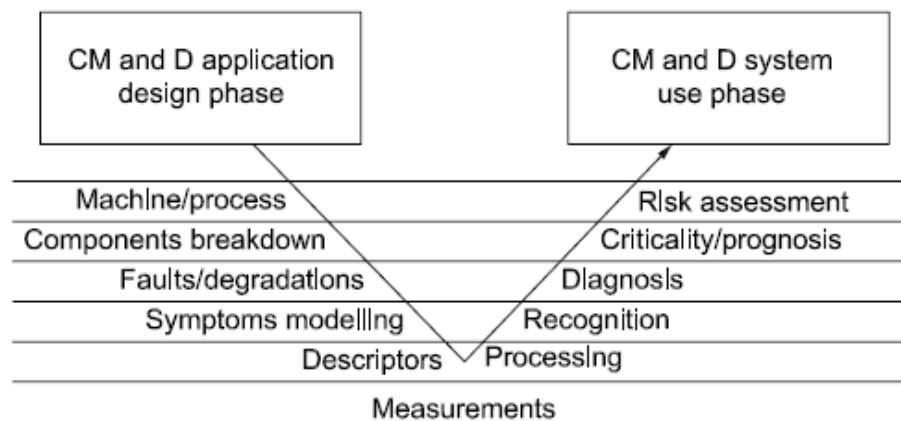 CM and D application
design phase
CM and D system
use phase
Machine/process
Risk assessment
Components breakdown
Criticality/prognosis
Faults/degradations
Diagnosis
Symptoms modelling
Recognition
Descriptors
Processing
Measurements